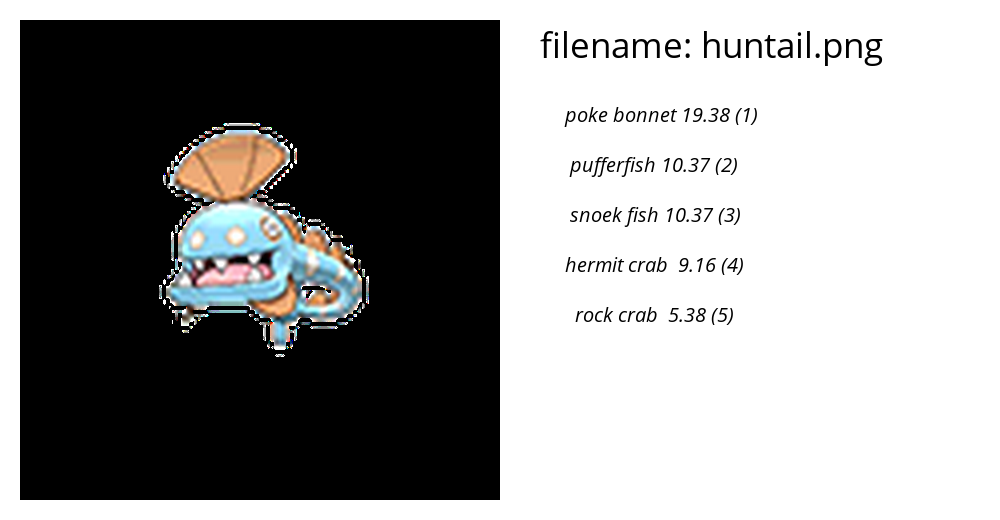 filename: huntail.png
poke bonnet 19.38 (1)
pufferfish 10.37 (2)
snoek fish 10.37 (3)
hermit crab  9.16 (4)
rock crab  5.38 (5)